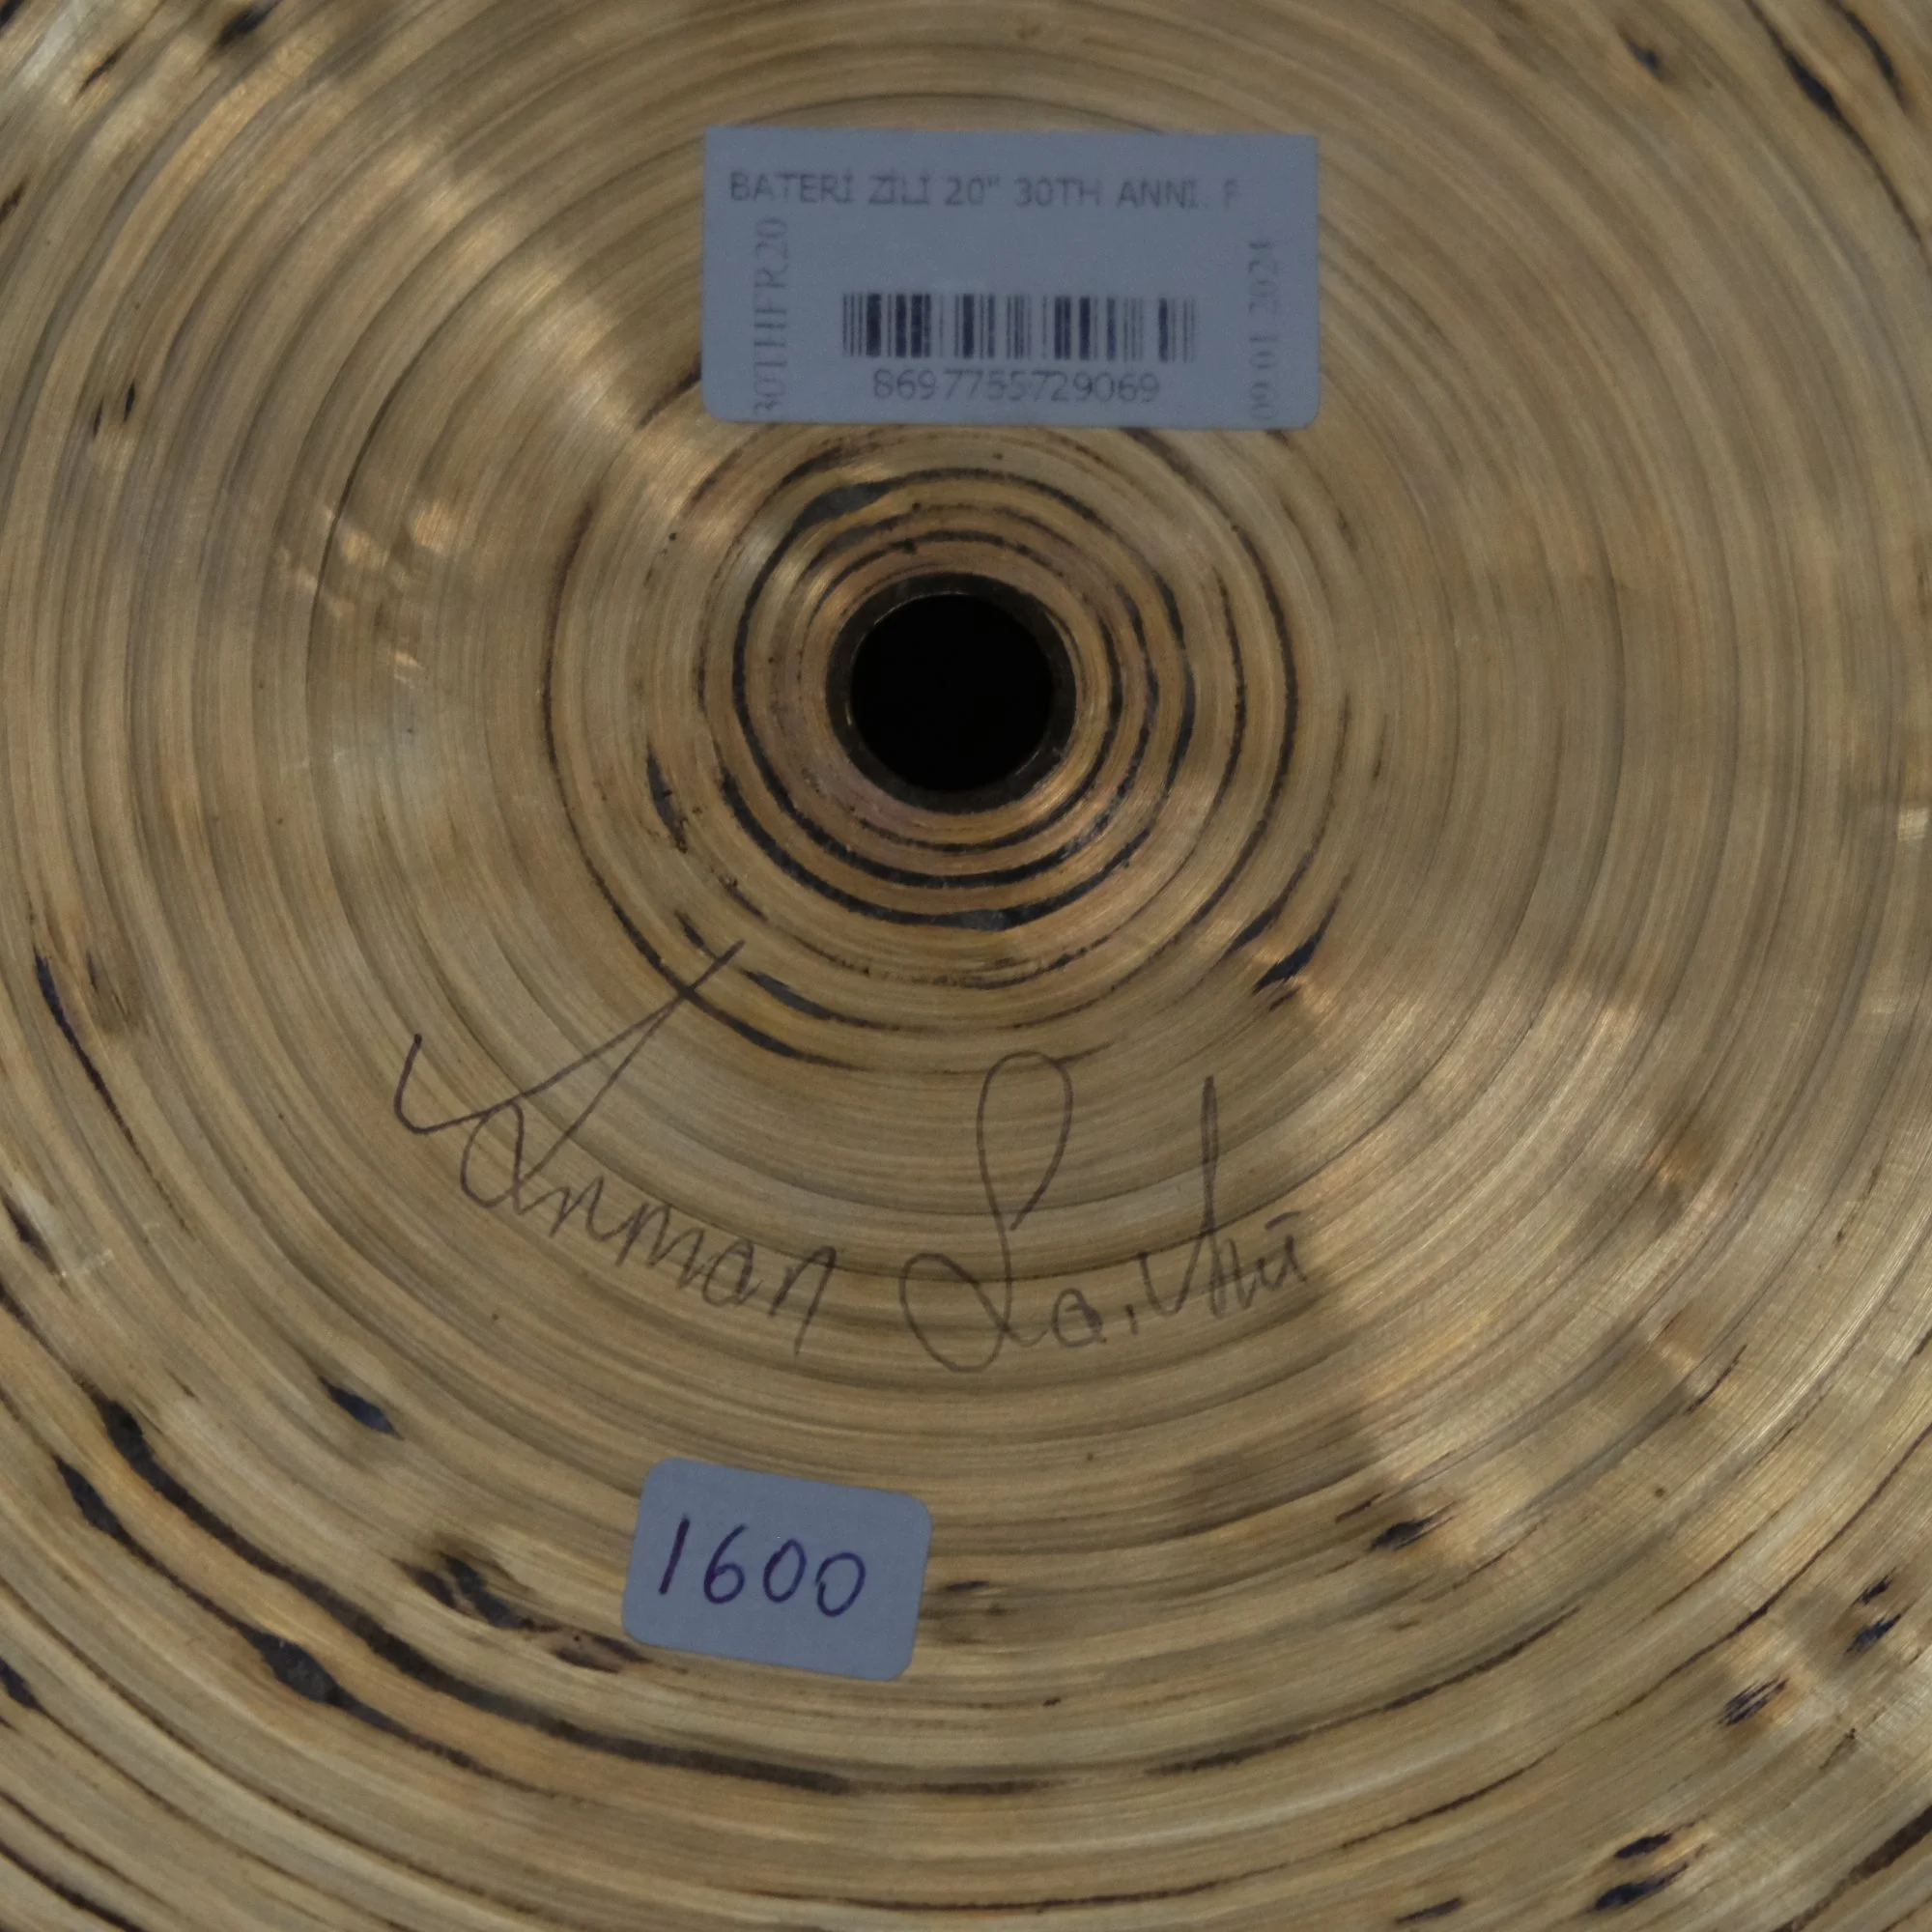 BATERİ ZİLİ 20" 30TH ANNI. F
30THFR20
09 01 2024
8697755729069
1600